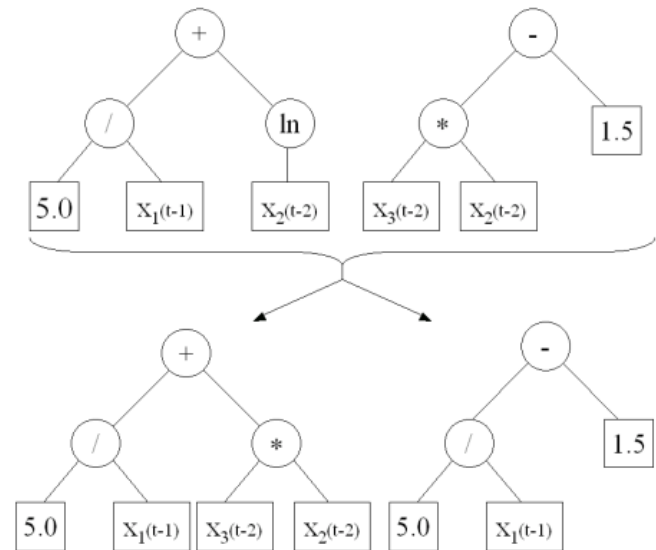 + -
/ ln * 1.5
5.0 X1(t-1) X2(t-2) X3(t-2) X2(t-2)
+ -
/ * / 1.5
5.0 X1(t-1) X3(t-2) X2(t-2) 5.0 X1(t-1)